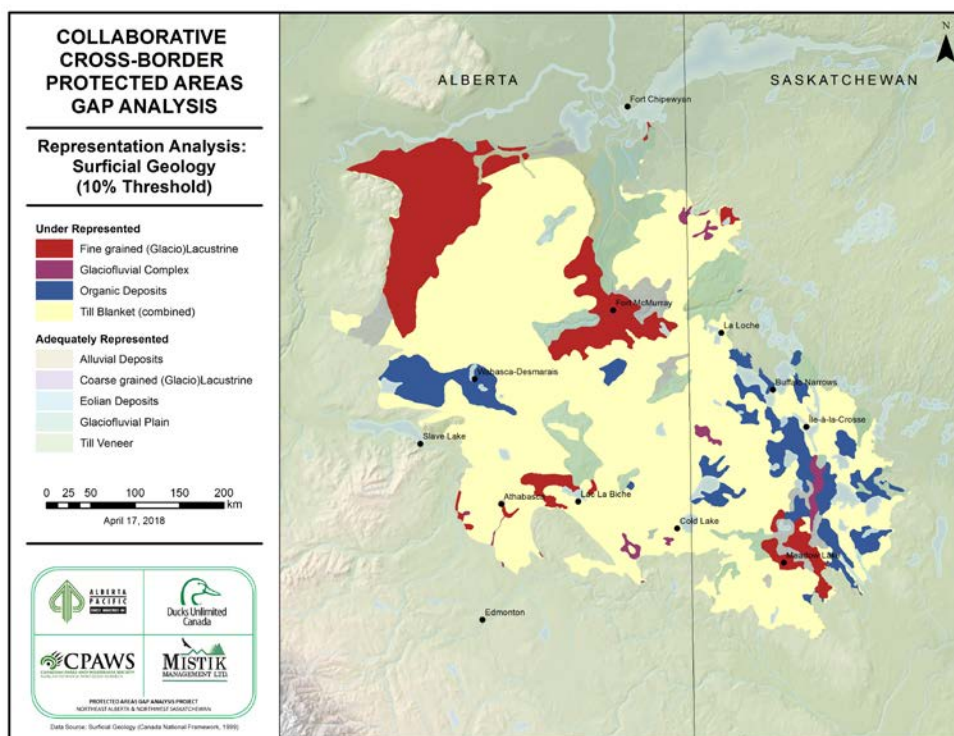 COLLABORATIVE
CROSS-BORDER
PROTECTED AREAS
GAP ANALYSIS
Representation Analysis:
Surficial Geology
(10% Threshold)
Under Represented
Fine grained (Glacio)Lacustrine
Glaciofluvial Complex
Organic Deposits
Till Blanket (combined)
Adequately Represented
Alluvial Deposits
Coarse grained (Glacio)Lacustrine
Eolian Deposits
Glaciofluvial Plain
Till Veneer
0 25 50 100 150 200
km
April 17, 2018
ALBERTA
PACIFIC
Ducks Unlimited
Canada
CPAWS
MISTIK
MANAGEMENT LTD.
PROTECTED AREAS GAP ANALYSIS PROJECT
NORTHEAST ALBERTA & NORTHWEST SASKATCHEWAN
Data Source: Surficial Geology (Canada National Framework, 1999)
N
ALBERTA
SASKATCHEWAN
Fort Chipewyan
Fort McMurray
La Loche
Wabasca-Desmarais
Buffalo Narrows
Île-à-la-Crosse
Slave Lake
Athabasca
Lac La Biche
Cold Lake
Meadow Lake
Edmonton